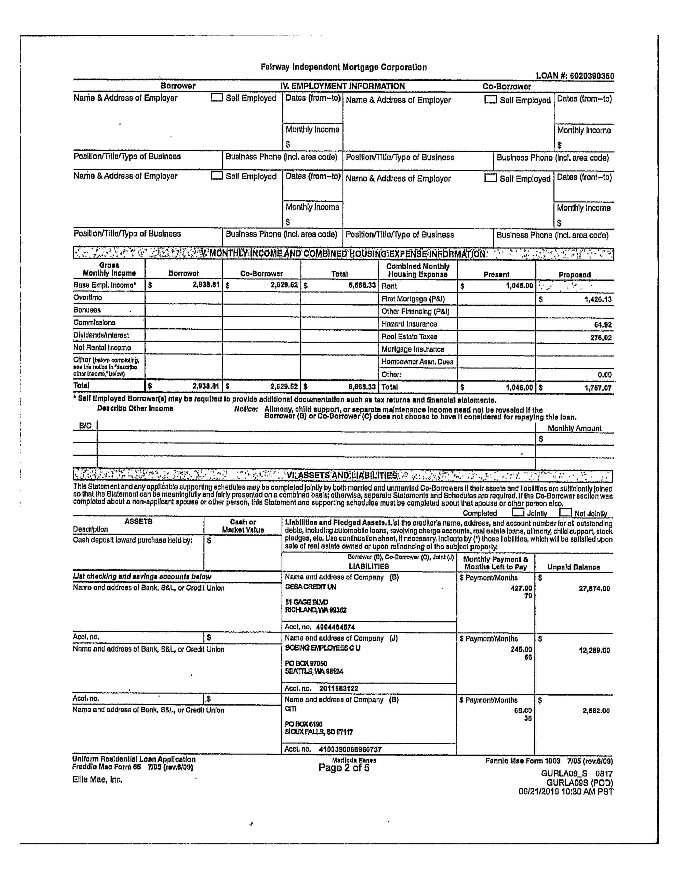 Fairway Independent Mortgage Corporation
LOAN #: 6020390360
Borrower IV. EMPLOYMENT INFORMATION Co-Borrower
Name & Address of Employer Self Employed Dates (from–to) Name & Address of Employer Self Employed Dates (from–to)
Monthly Income Monthly Income
$ $
Position/Title/Type of Business Business Phone (incl. area code) Position/Title/Type of Business Business Phone (incl. area code)
Name & Address of Employer Self Employed Dates (from–to) Name & Address of Employer Self Employed Dates (from–to)
Monthly Income Monthly Income
$ $
Position/Title/Type of Business Business Phone (incl. area code) Position/Title/Type of Business Business Phone (incl. area code)
V. MONTHLY INCOME AND COMBINED HOUSING EXPENSE INFORMATION
Gross Monthly Income Borrower Co-Borrower Total Combined Monthly Housing Expense Present Proposed
Base Empl. Income* $ 2,938.81 $ $ Rent $ 1,046.00
Overtime First Mortgage (P&I) $ 1,426.13
Bonuses Other Financing (P&I)
Commissions Hazard Insurance 54.92
Dividends/Interest Real Estate Taxes 276.02
Net Rental Income Mortgage Insurance
Other (before completing, see the notice in "describe other income," below) Homeowner Assn. Dues
Other: 0.00
Total $ 2,938.81 $ $ Total $ 1,046.00 $ 1,757.07
* Self Employed Borrower(s) may be required to provide additional documentation such as tax returns and financial statements.
Describe Other Income Notice: Alimony, child support, or separate maintenance income need not be revealed if the
Borrower (B) or Co-Borrower (C) does not choose to have it considered for repaying this loan.
B/C Monthly Amount
$
VI. ASSETS AND LIABILITIES
This Statement and any applicable supporting schedules may be completed jointly by both married and unmarried Co-Borrowers if their assets and liabilities are sufficiently joined
so that the Statement can be meaningfully and fairly presented on a combined basis; otherwise, separate Statements and Schedules are required. If the Co-Borrower section was
completed about a non-applicant spouse or other person, this Statement and supporting schedules must be completed about that spouse or other person also.
Completed Jointly Not Jointly
ASSETS Cash or Market Value
Description
Cash deposit toward purchase held by: $
Liabilities and Pledged Assets. List the creditor's name, address, and account number for all outstanding
debts, including automobile loans, revolving charge accounts, real estate loans, alimony, child support, stock
pledges, etc. Use continuation sheet, if necessary. Indicate by (*) those liabilities, which will be satisfied upon
sale of real estate owned or upon refinancing of the subject property.
Borrower (B), Co-Borrower (C), Joint (J)
LIABILITIES Monthly Payment & Months Left to Pay Unpaid Balance
List checking and savings accounts below Name and address of Company (B) $ Payment/Months $
Name and address of Bank, S&L, or Credit Union GESA CREDIT UN 427.00 27,874.00
70
51 GAGE BLVD
RICHLAND, WA 99352
Acct. no. 
Acct. no. $ Name and address of Company (J) $ Payment/Months $
Name and address of Bank, S&L, or Credit Union BOEING EMPLOYEES C U 245.00 12,289.00
66
PO BOX 97050
SEATTLE, WA 98124
Acct. no. 
Acct. no. $ Name and address of Company (B) $ Payment/Months $
Name and address of Bank, S&L, or Credit Union CITI 2,582.00
PO BOX 6190
SIOUX FALLS, SD 57117
Acct. no.
Uniform Residential Loan Application Fannie Mae Form 1003 7/05 (rev.6/09)
Freddie Mac Form 65 7/05 (rev.6/09) Page 2 of 5
Ellie Mae, Inc. GURLA09_S 0817
GURLA09S (POD)
06/21/2019 10:30 AM PST